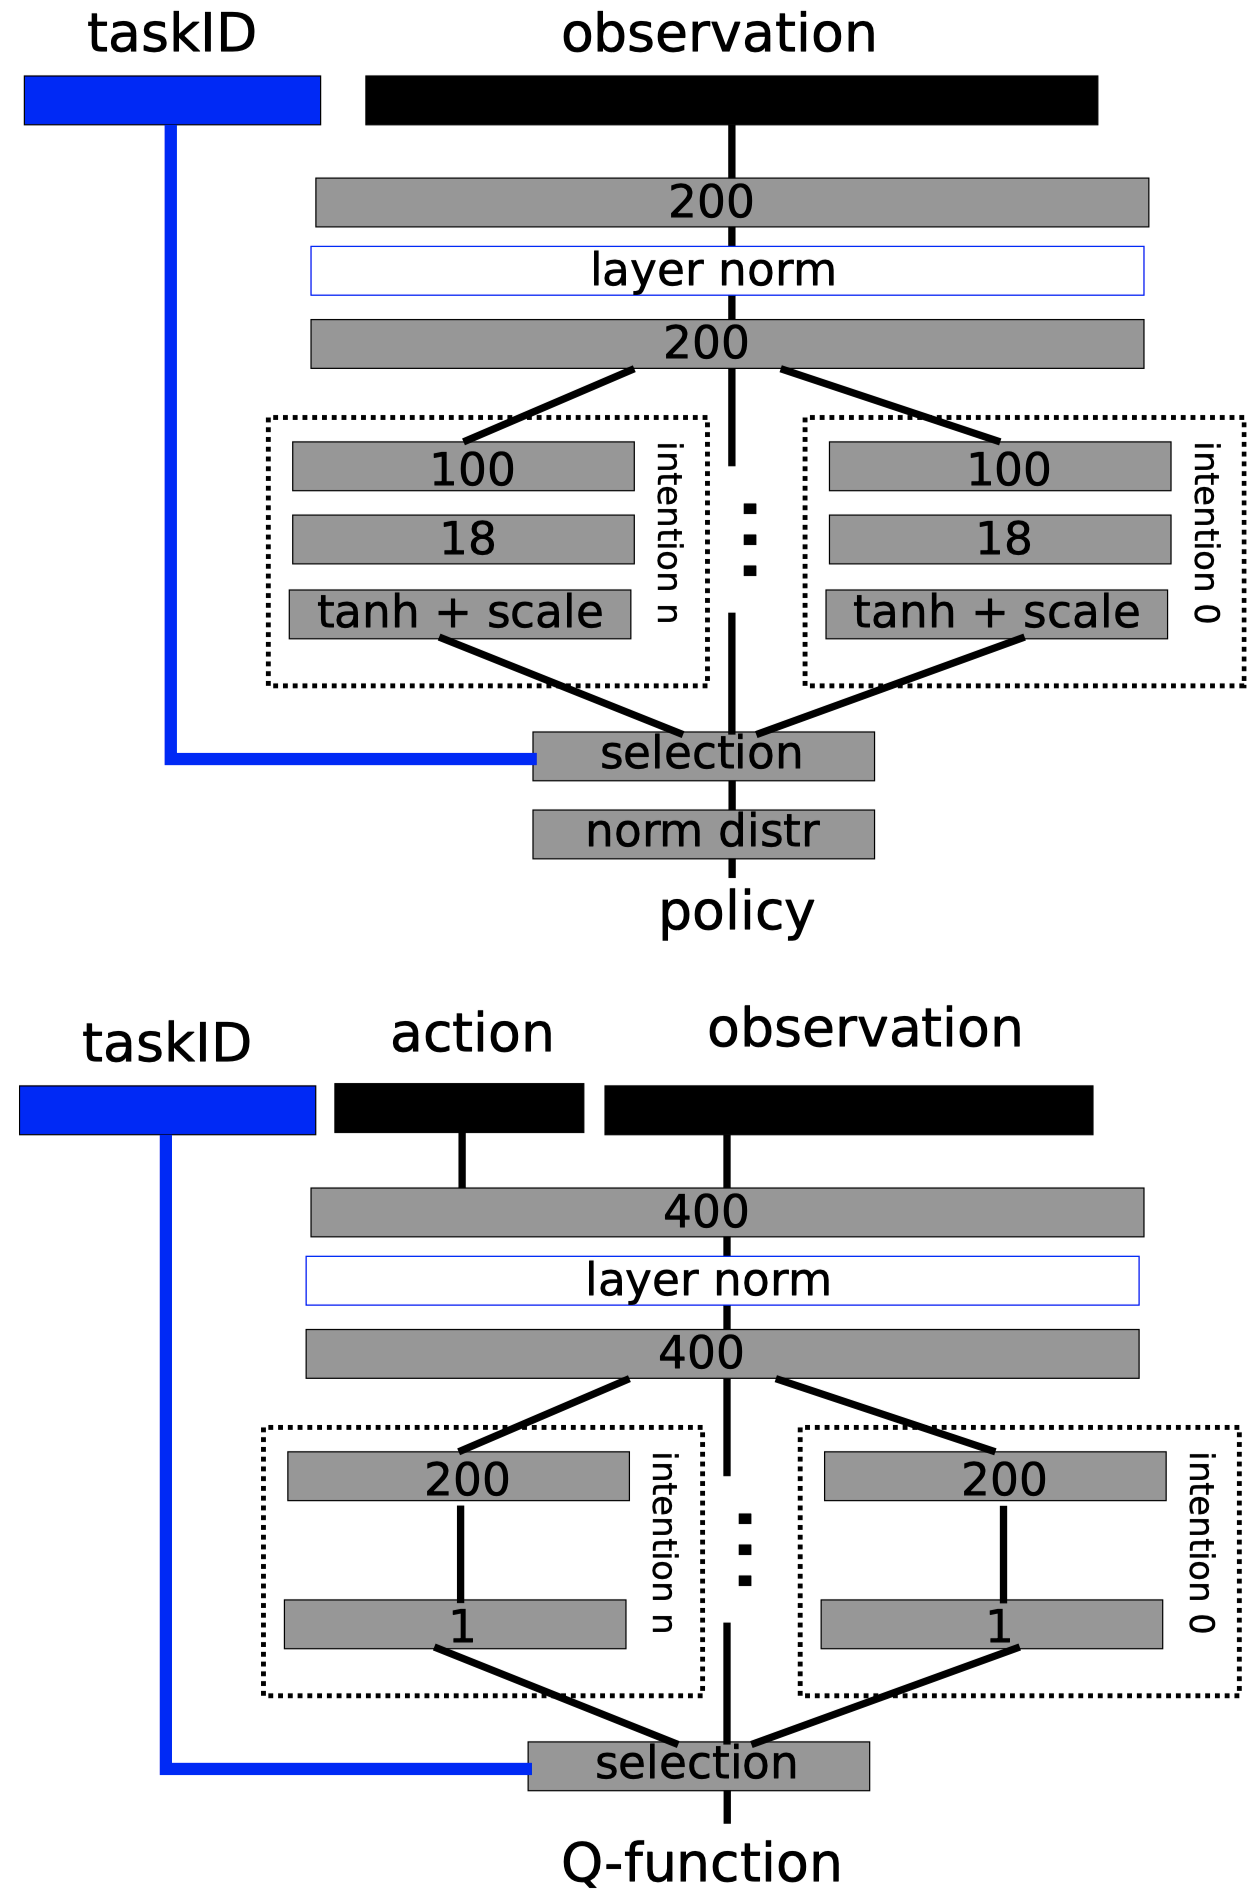 taskID
observation
200
layer norm
200
100
18
tanh + scale
intention n
100
18
tanh + scale
intention 0
selection
norm distr
policy
taskID
action
observation
400
layer norm
400
200
1
intention n
200
1
intention 0
selection
Q-function